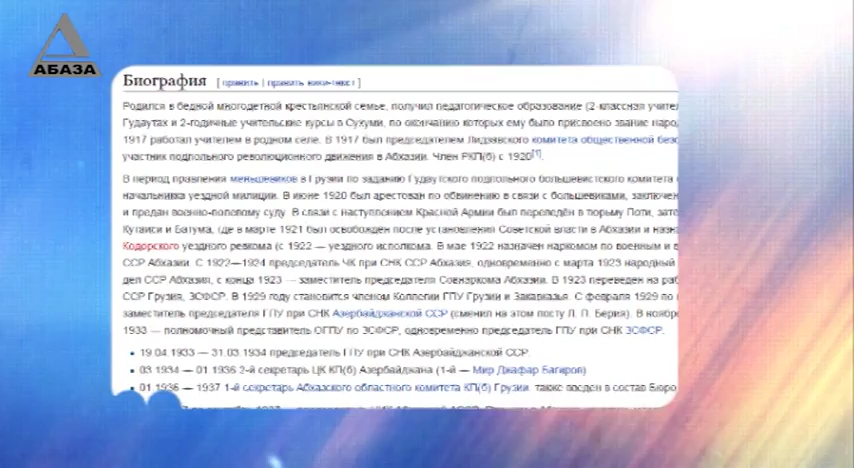 АБАЗА
Биография [ править | править вики-текст ]
Родился в бедной многодетной крестьянской семье, получил педагогическое образование (2-классная учител
Гудаутах и 2-годичные учительские курсы в Сухуми, по окончанию которых ему было присвоено звание наро
1917 работал учителем в родном селе. В 1917 был председателем Лидзавского комитета общественной безо
участник подпольного революционного движения в Абхазии. Член РКП(б) с 1920[1].
В период правления меньшевиков в Грузии по заданию Гудаутского подпольного большевистского комитета
начальника уездной милиции. В июне 1920 был арестован по обвинению в связи с большевиками, заключен
и предан военно-полевому суду. В связи с наступлением Красной Армии был переведён в тюрьму Поти, зате
Кутаиси и Батума, где в марте 1921 был освобождён после установления Советской власти в Абхазии и назн
Кодорского уездного ревкома (с 1922 — уездного исполкома. В мае 1922 назначен наркомом по военным и
ССР Абхазии. С 1922—1924 председатель ЧК при СНК ССР Абхазия, одновременно с марта 1923 народный
дел ССР Абхазия, с конца 1923 — заместитель председателя Совнаркома Абхазии. В 1923 переведен на раб
ССР Грузия, ЗСФСР. В 1929 году становится членом Коллегии ГПУ Грузии и Закавказья. С февраля 1929 по
заместитель председателя ГПУ при СНК Азербайджанской ССР (сменил на этом посту Л. П. Берия). В ноябре
1933 — полномочный представитель ОГПУ по ЗСФСР, одновременно председатель ГПУ при СНК ЗСФСР.
19.04.1933 — 31.03.1934 председатель ГПУ при СНК Азербайджанской ССР.
03.1934 — 01.1936 2-й секретарь ЦК КП(б) Азербайджана (1-й — Мир Джафар Багиров)
01.1936 — 1937 1-й секретарь Абхазского областного комитета КП(б) Грузии также введен в состав Бюро